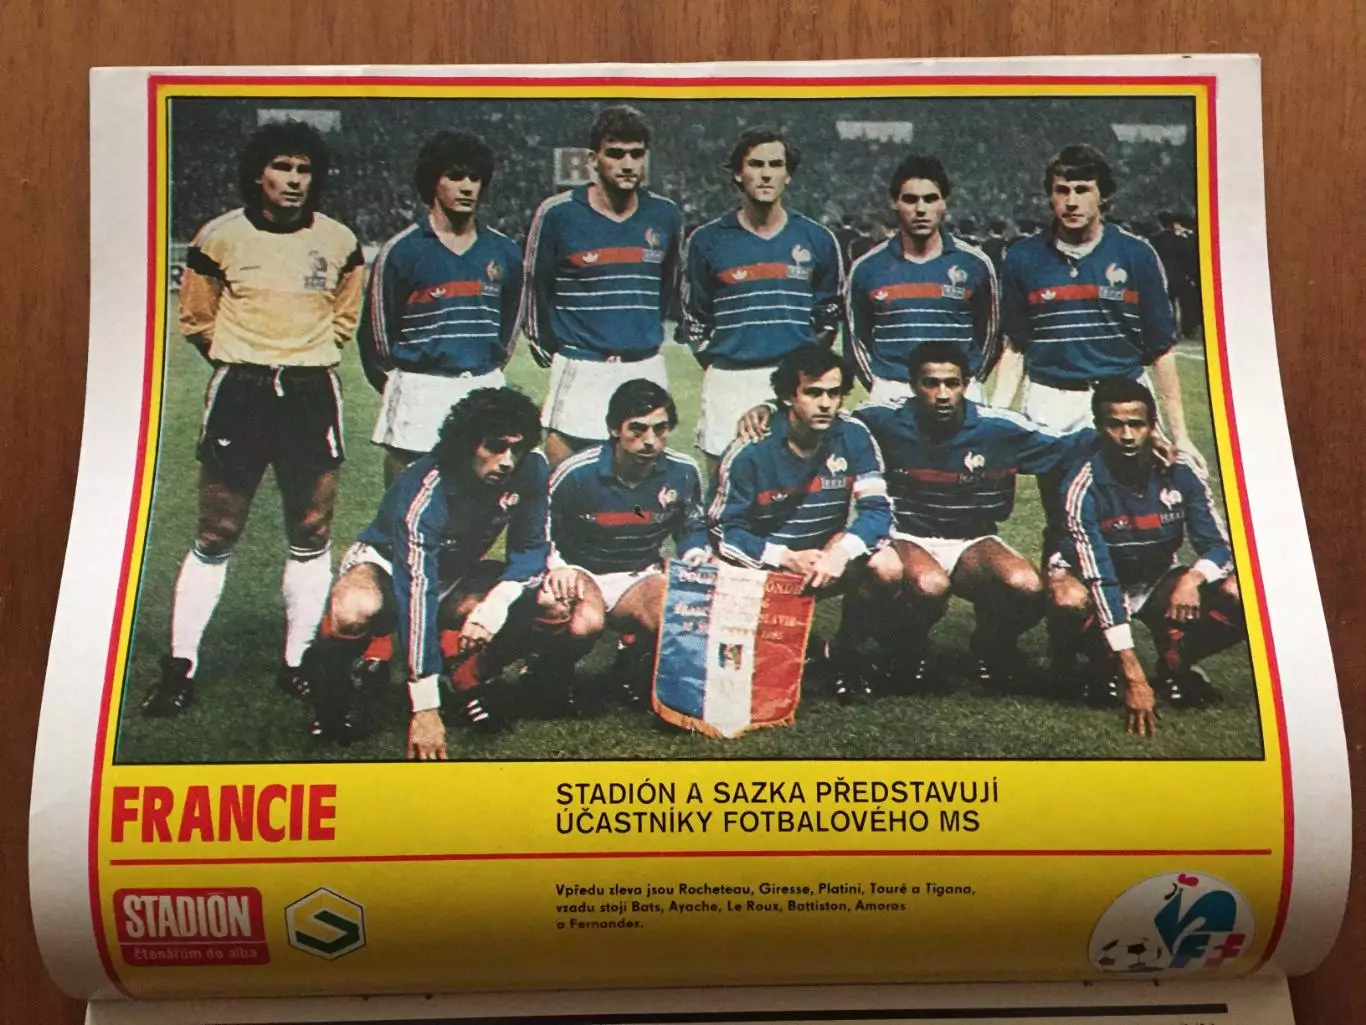 FRANCIE
STADIÓN A SAZKA PŘEDSTAVUJÍ
ÚČASTNÍKY FOTBALOVÉHO MS
Vpředu zleva jsou Rocheteau, Giresse, Platini, Touré a Tigana,
vzadu stojí Bats, Ayache, Le Roux, Battiston, Amoros
a Fernandez.
STADIÓN
čtenářům do alba
FFF